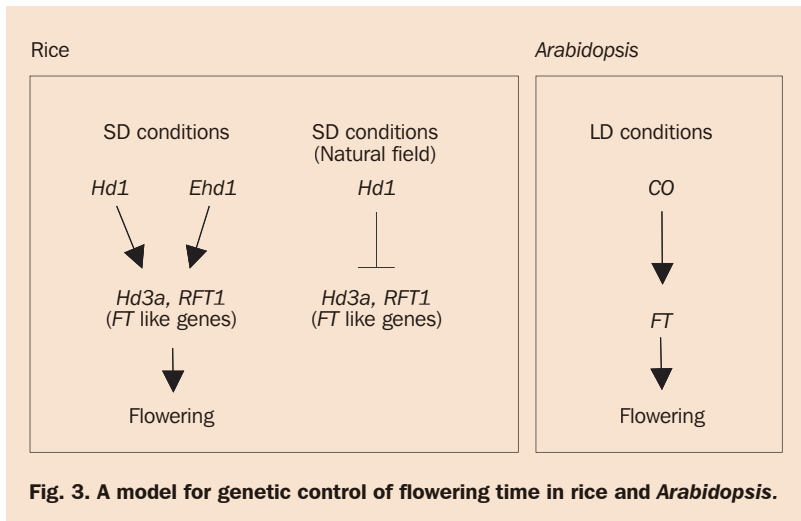 Rice
SD conditions
Hd1 Ehd1
Hd3a, RFT1
(FT like genes)
Flowering
SD conditions
(Natural field)
Hd1
Hd3a, RFT1
(FT like genes)
Arabidopsis
LD conditions
CO
FT
Flowering
Fig. 3. A model for genetic control of flowering time in rice and Arabidopsis.